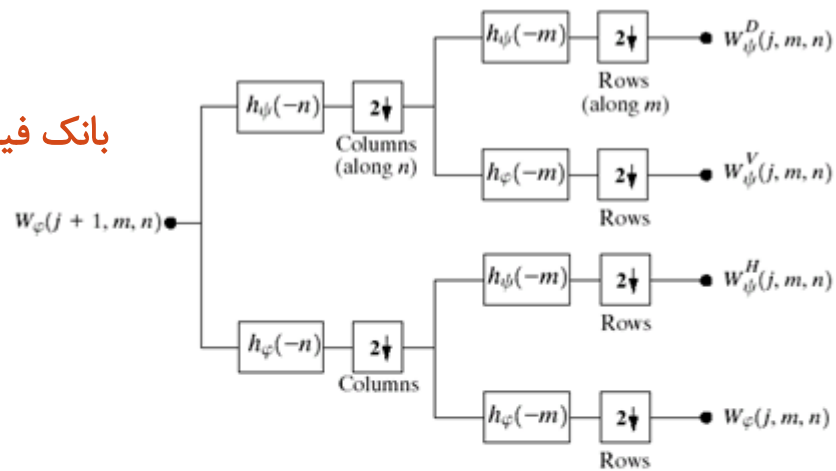 h_ψ(−m) 2↓ W_ψ^D(j, m, n)
Rows
(along m)
h_ψ(−n) 2↓
Columns
(along n)
بانک
h_φ(−m) 2↓ W_ψ^V(j, m, n)
Rows
W_φ(j + 1, m, n)
h_ψ(−m) 2↓ W_ψ^H(j, m, n)
Rows
h_φ(−n) 2↓
Columns
h_φ(−m) 2↓ W_φ(j, m, n)
Rows